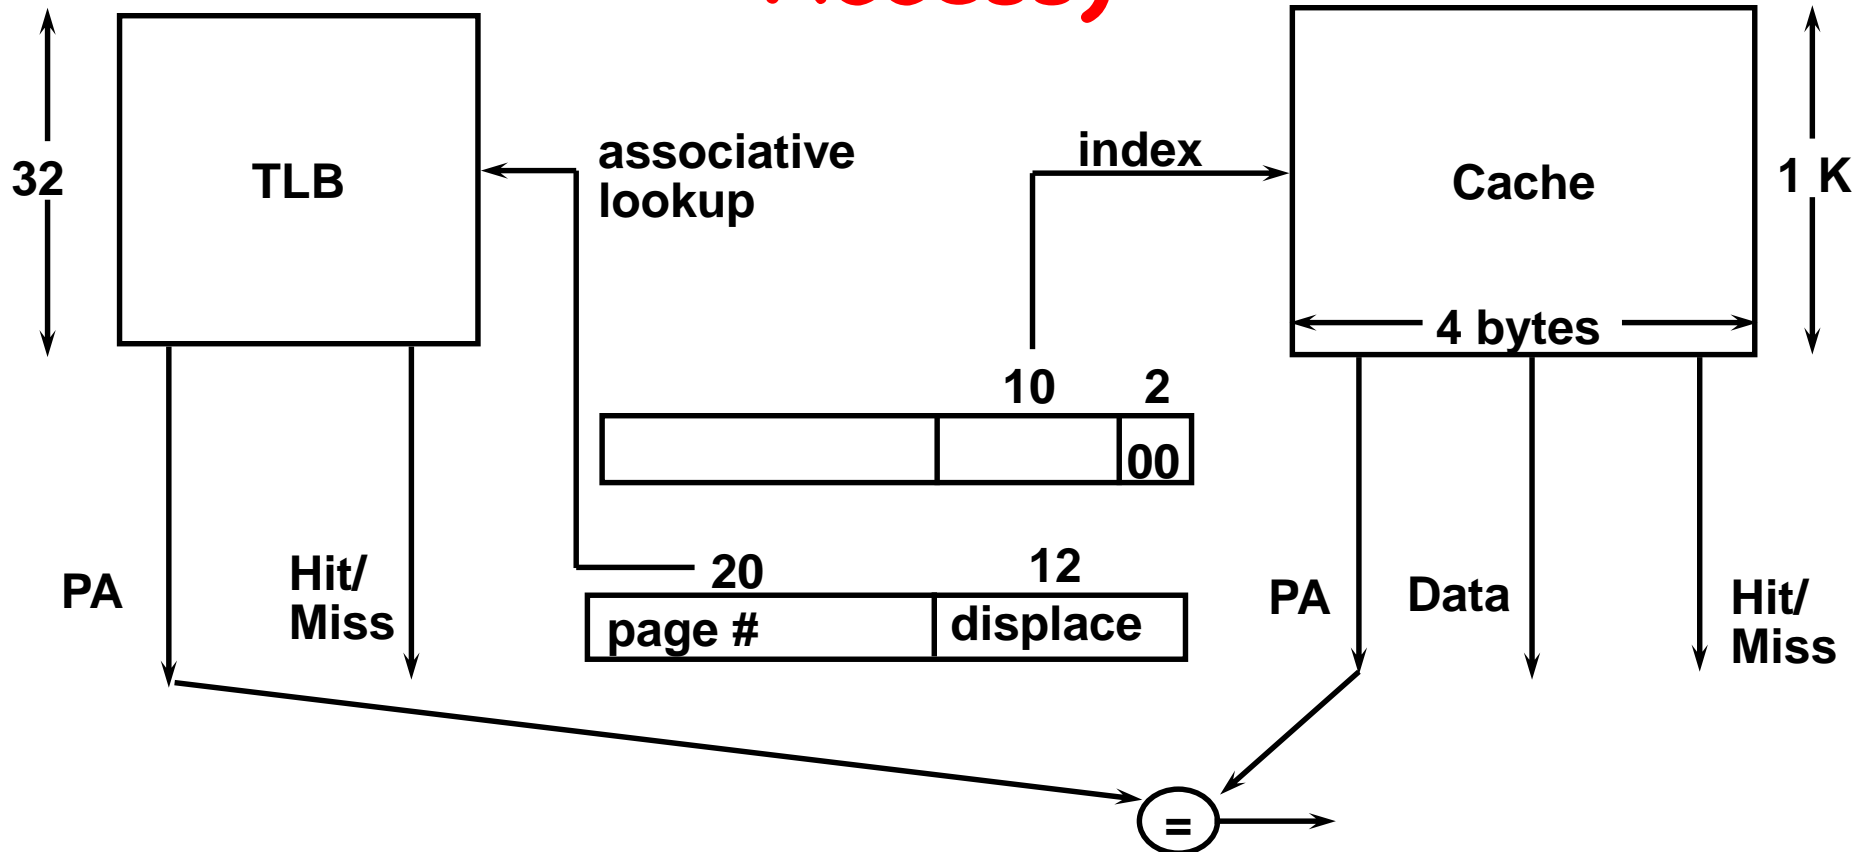 Access)
TLB
32
associative
lookup
index
Cache
1 K
4 bytes
10
2
00
20
12
page #
displace
PA
Hit/
Miss
PA
Data
Hit/
Miss
=